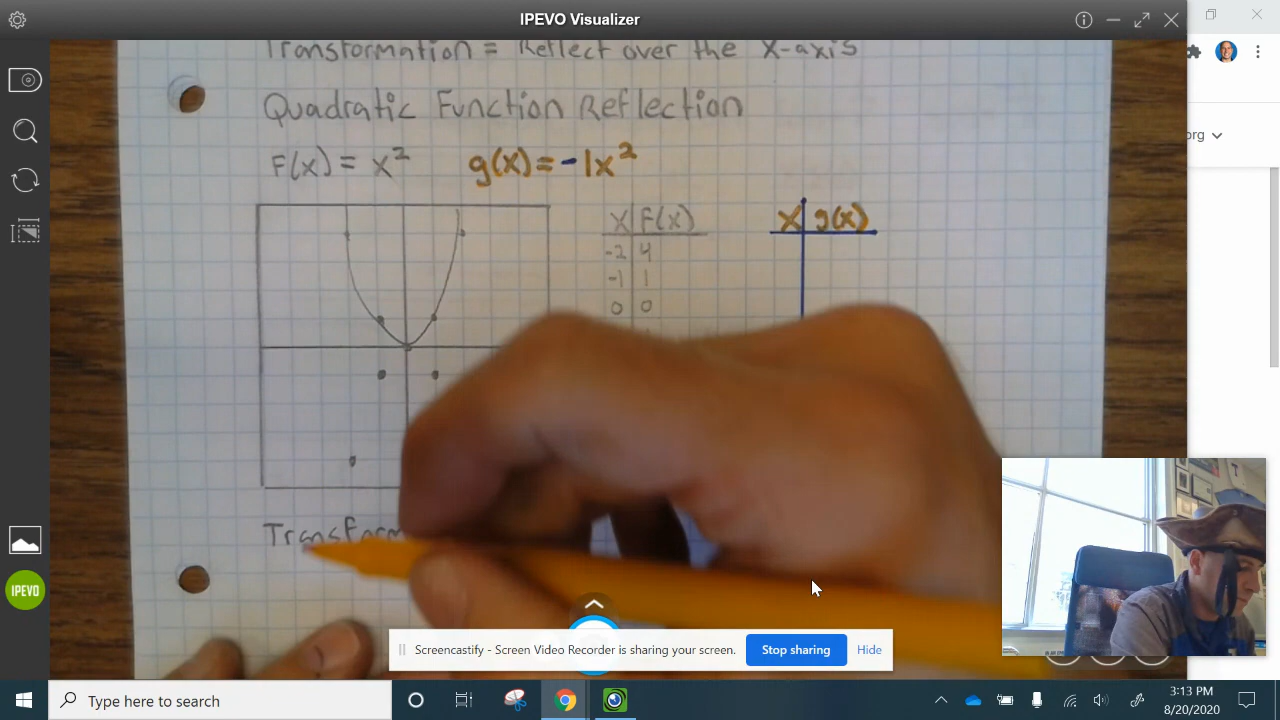 IPEVO Visualizer
Transformation = Reflect over the X-axis
Quadratic Function Reflection
F(x) = x² g(x) = -1x²
X F(x)
-2 4
-1 1
0 0
X g(x)
Transform
org
IPEVO
Screencastify - Screen Video Recorder is sharing your screen.
Stop sharing
Hide
Type here to search
3:13 PM
8/20/2020